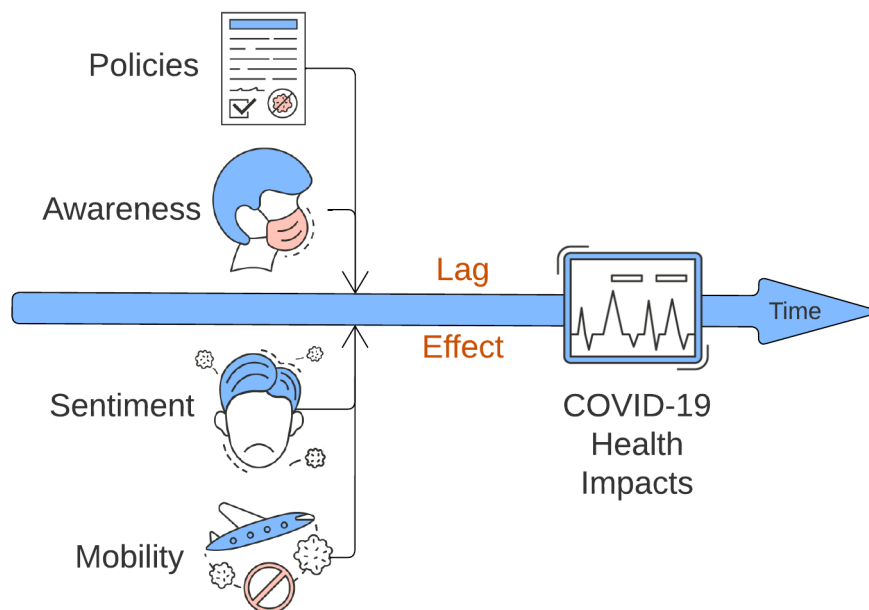 Policies
Awareness
Lag
Effect
Time
Sentiment
COVID-19
Health
Impacts
Mobility